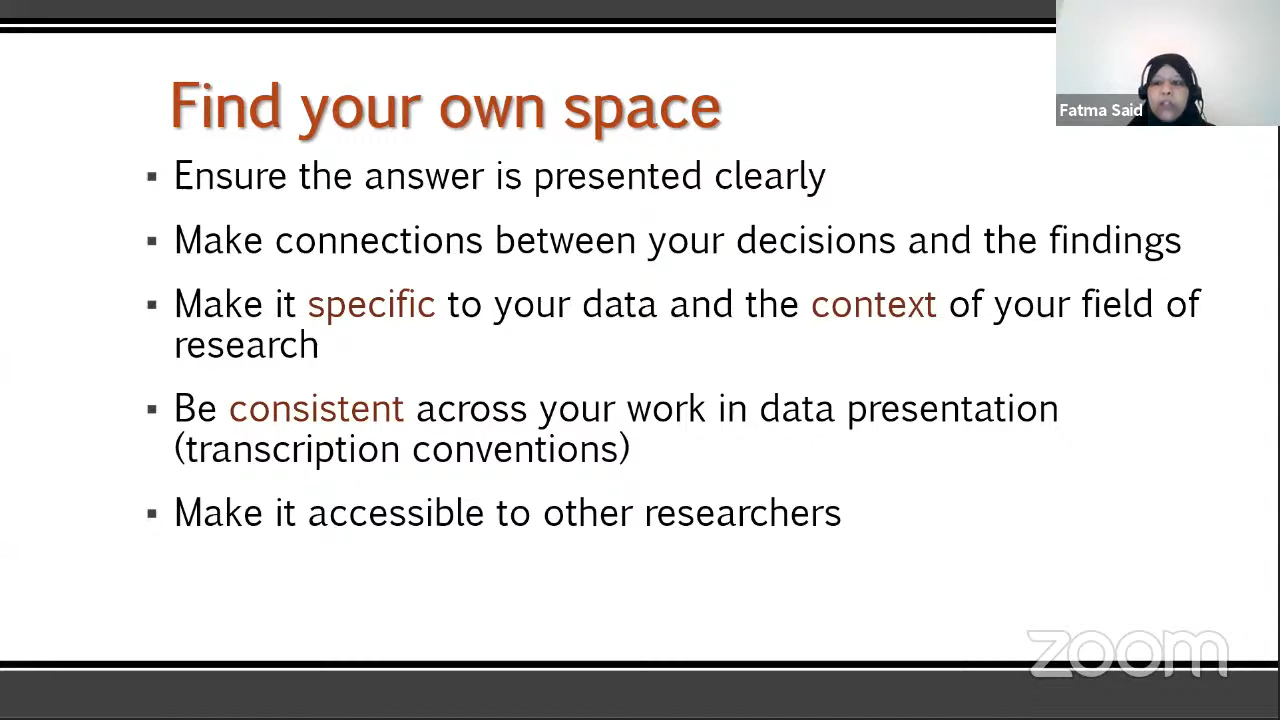 Find your own space
Fatma Said
▪ Ensure the answer is presented clearly
▪ Make connections between your decisions and the findings
▪ Make it specific to your data and the context of your field of
research
▪ Be consistent across your work in data presentation
(transcription conventions)
▪ Make it accessible to other researchers
zoom